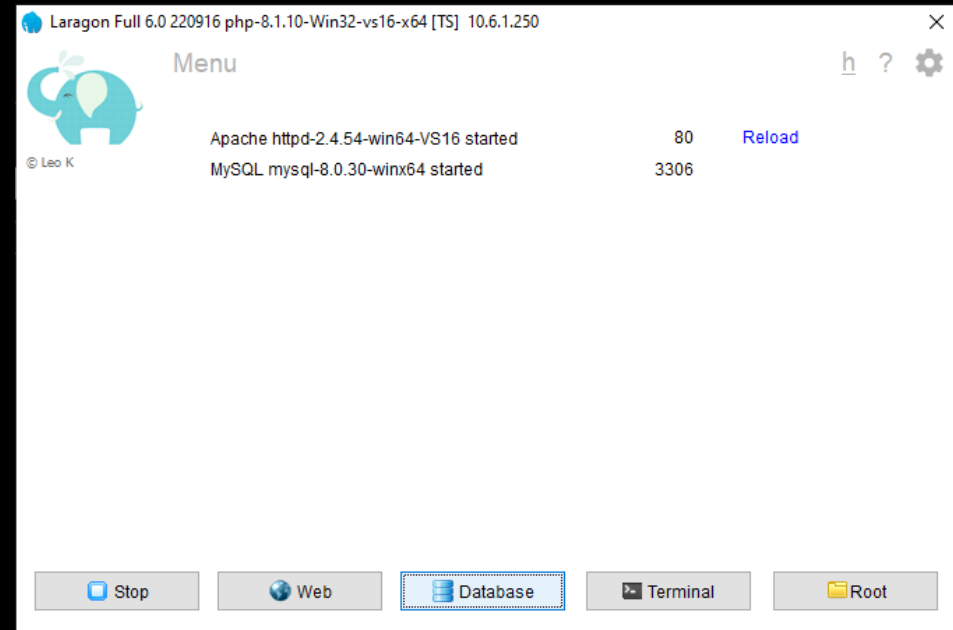 Laragon Full 6.0 220916 php-8.1.10-Win32-vs16-x64 [TS] 10.6.1.250
Menu
h ?
© Leo K
Apache httpd-2.4.54-win64-VS16 started 80 Reload
MySQL mysql-8.0.30-winx64 started 3306
Stop Web Database Terminal Root